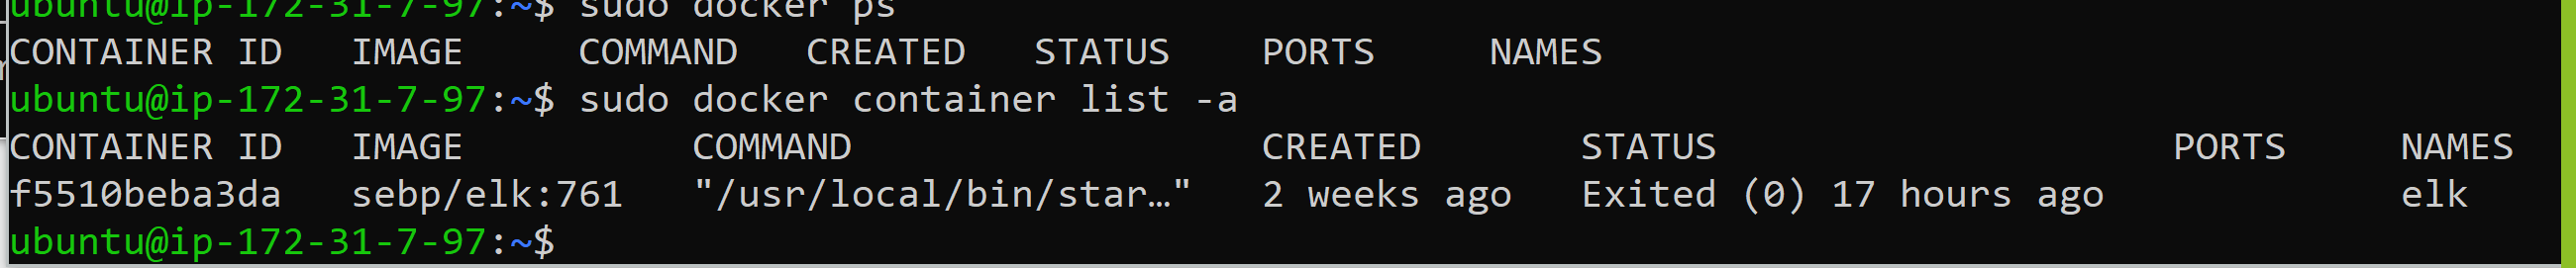 ubuntu@ip-172-31-7-97:~$ sudo docker ps
CONTAINER ID   IMAGE     COMMAND   CREATED   STATUS    PORTS     NAMES
ubuntu@ip-172-31-7-97:~$ sudo docker container list -a
CONTAINER ID   IMAGE          COMMAND                  CREATED       STATUS                    PORTS     NAMES
f5510beba3da   sebp/elk:761   "/usr/local/bin/star…"   2 weeks ago   Exited (0) 17 hours ago             elk
ubuntu@ip-172-31-7-97:~$